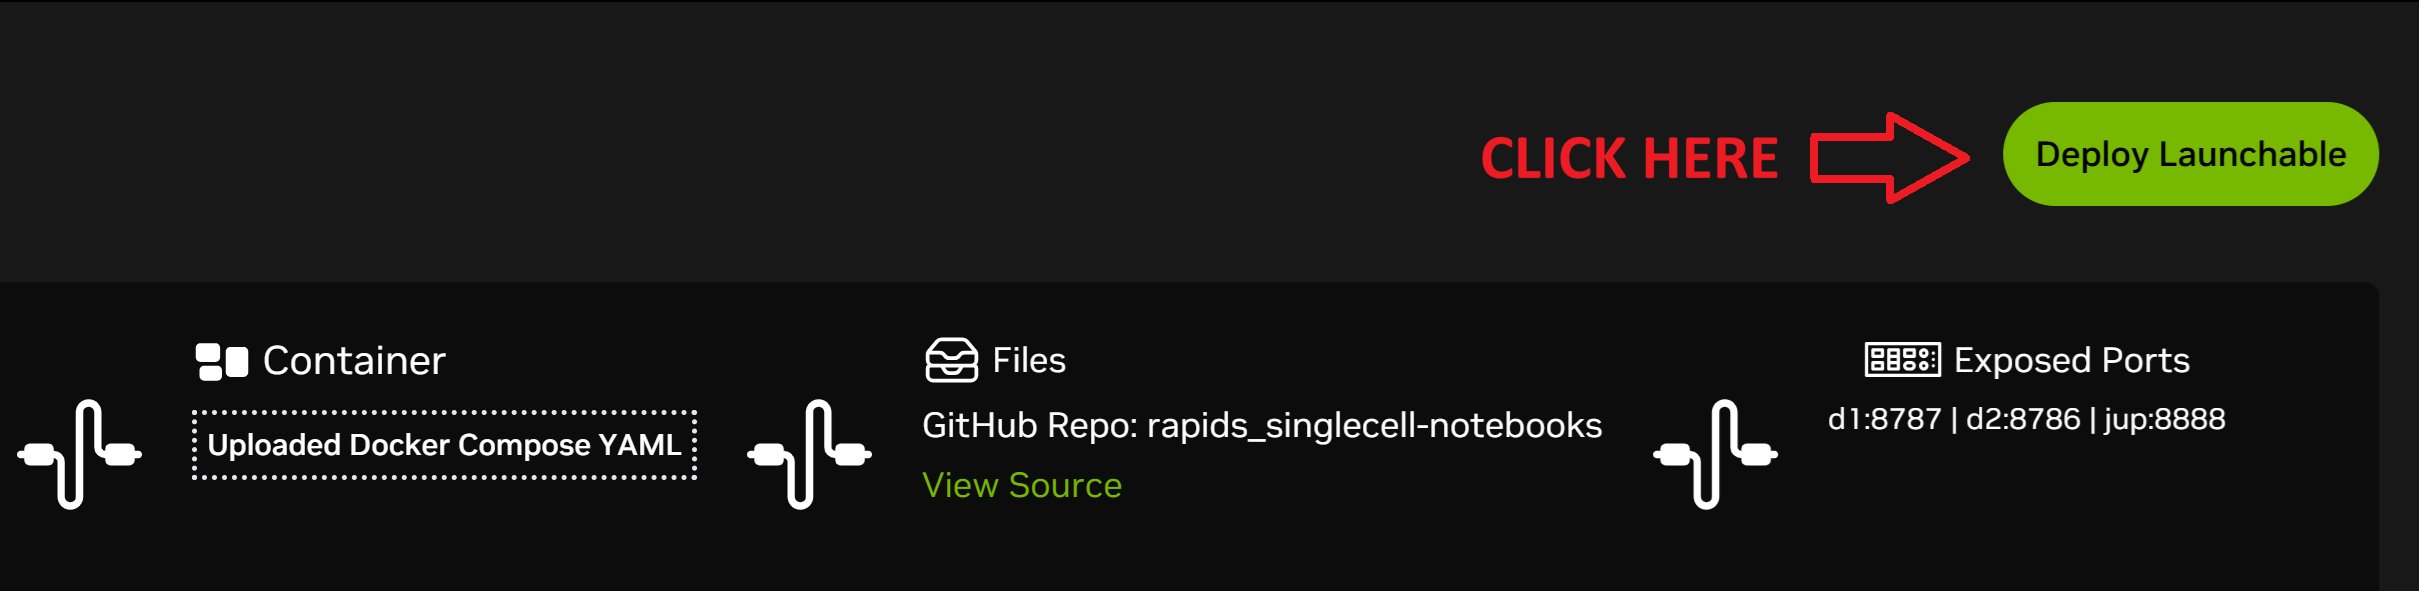 CLICK HERE
Deploy Launchable
Container
Uploaded Docker Compose YAML
Files
GitHub Repo: rapids_singlecell-notebooks
View Source
Exposed Ports
d1:8787 | d2:8786 | jup:8888